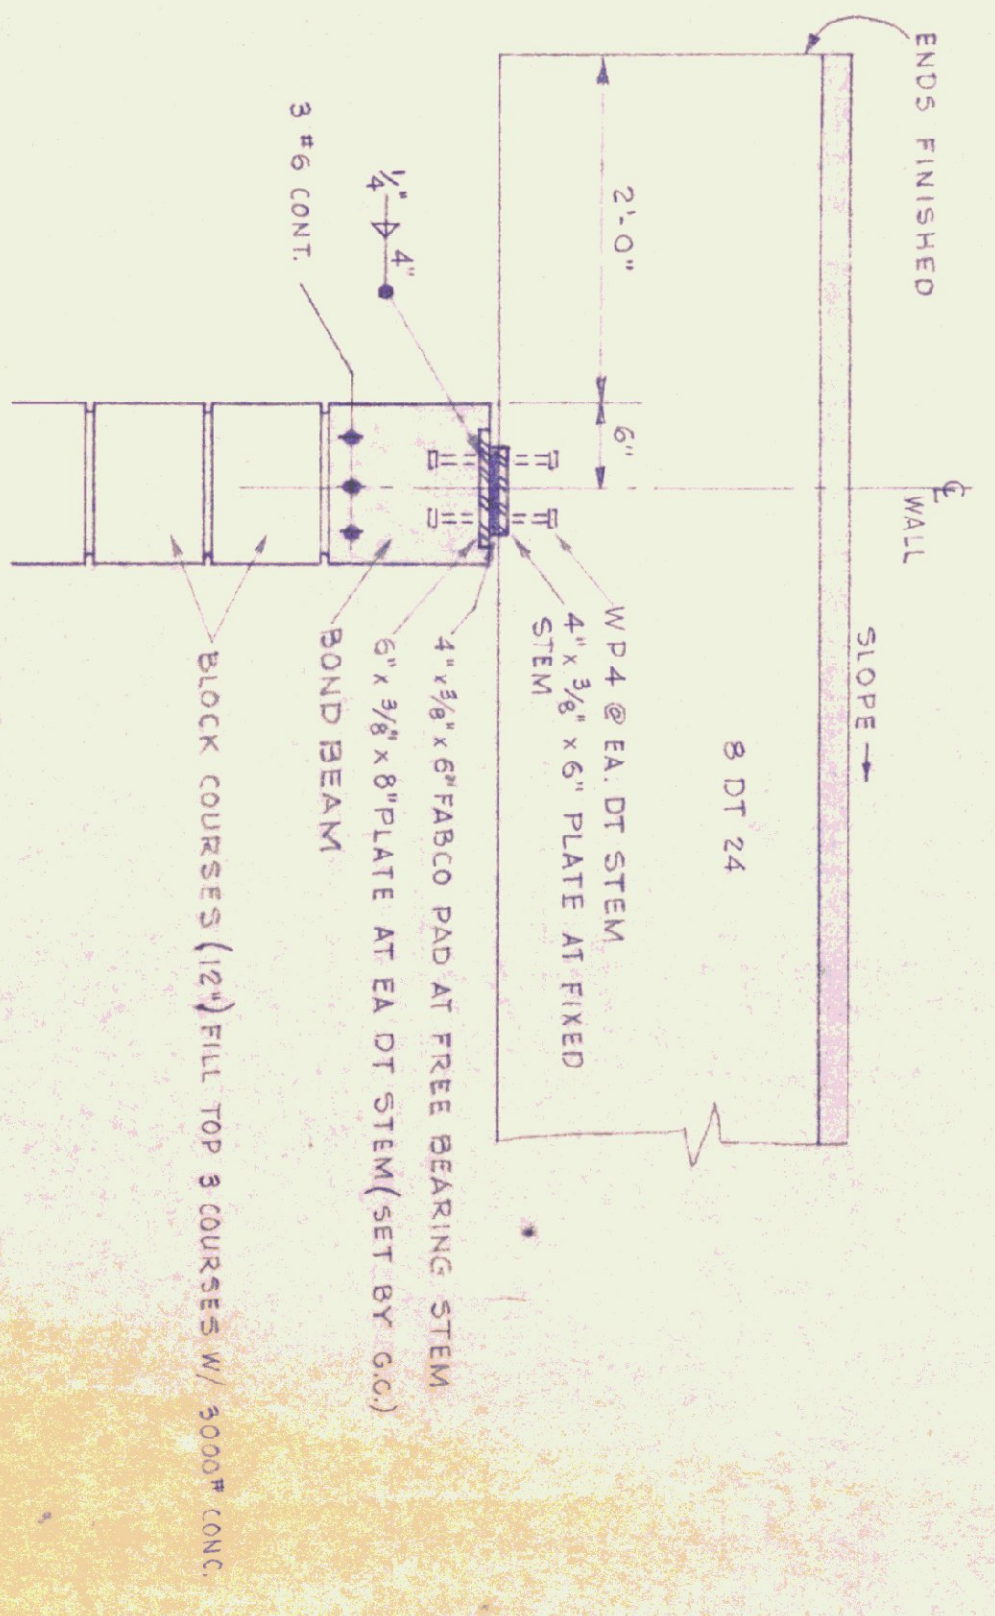 ENDS FINISHED
℄
WALL
SLOPE →
8 DT 24
2'-0"
6"
WP4 @ EA. DT STEM
4" x 3/8" x 6" PLATE AT FIXED
STEM
1/4"
4"
4" x 3/8" x 6" FABCO PAD AT FREE BEARING STEM
6" x 3/8" x 8" PLATE AT EA DT STEM (SET BY G.C.)
3 #6 CONT.
BOND BEAM
BLOCK COURSES (12") FILL TOP 3 COURSES W/ 3000# CONC.